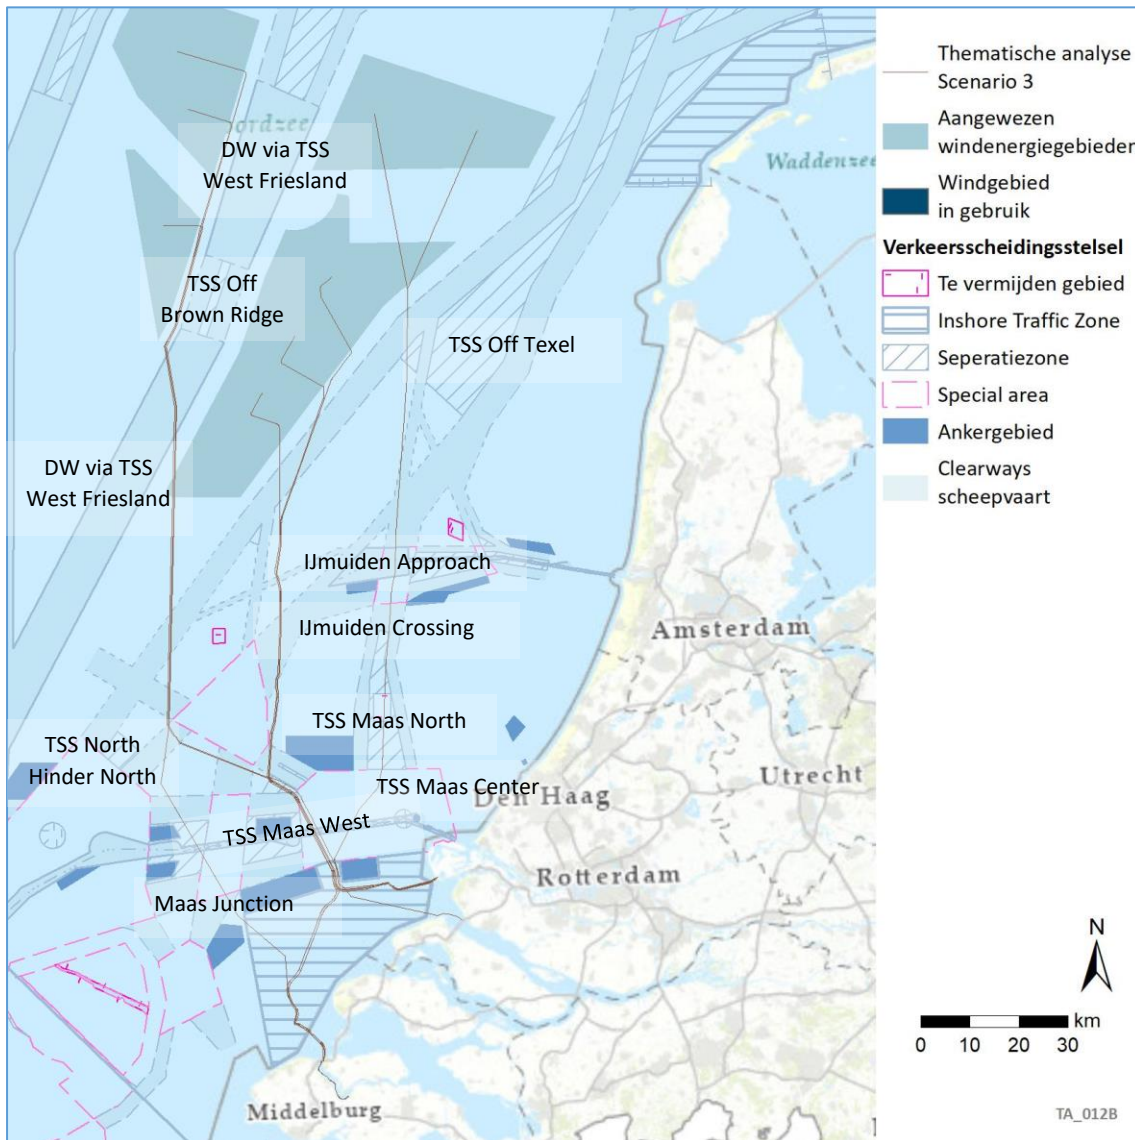 ordzee
DW via TSS
West Friesland
TSS Off
Brown Ridge
TSS Off Texel
Waddenzee
DW via TSS
West Friesland
IJmuiden Approach
IJmuiden Crossing
Amsterdam
TSS Maas North
TSS North
Hinder North
TSS Maas Center
Den Haag
Utrecht
TSS Maas West
Rotterdam
Maas Junction
Middelburg
Thematische analyse
Scenario 3
Aangewezen
windenergiegebieden
Windgebied
in gebruik
Verkeersscheidingsstelsel
Te vermijden gebied
Inshore Traffic Zone
Seperatiezone
Special area
Ankergebied
Clearways
scheepvaart
N
km
0 10 20 30
TA_012B